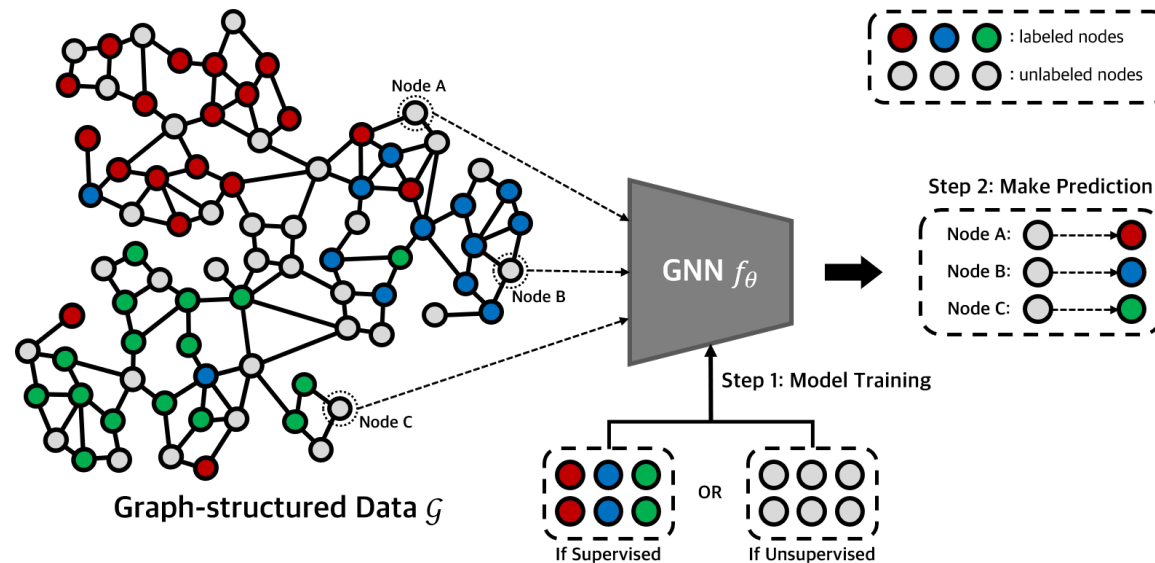 : labeled nodes
: unlabeled nodes
Node A
Node B
Node C
GNN f_θ
Step 2: Make Prediction
Node A:
Node B:
Node C:
Step 1: Model Training
OR
If Supervised
If Unsupervised
Graph-structured Data 𝒢